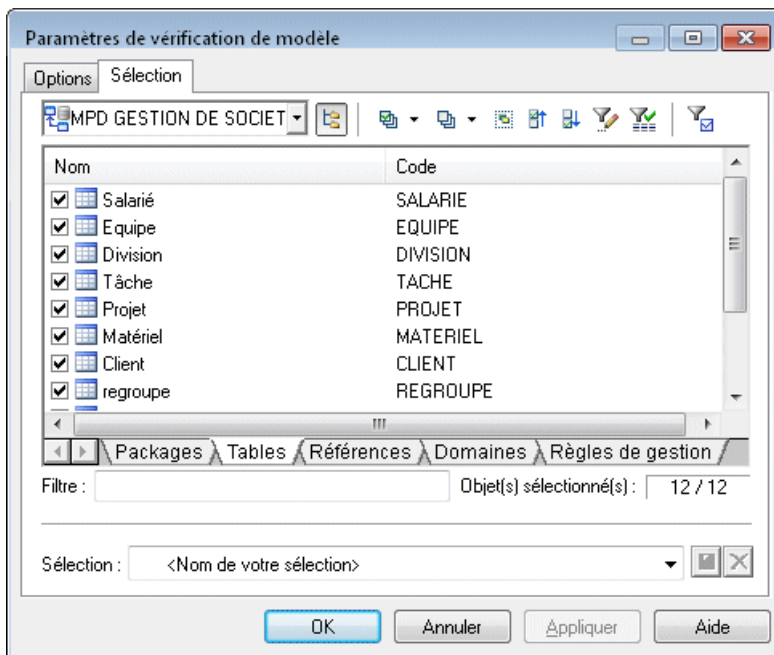 Paramètres de vérification de modèle
Options Sélection
MPD GESTION DE SOCIET
Nom Code
Salarié SALARIE
Equipe EQUIPE
Division DIVISION
Tâche TACHE
Projet PROJET
Matériel MATERIEL
Client CLIENT
regroupe REGROUPE
Packages Tables Références Domaines Règles de gestion
Filtre : Objet(s) sélectionné(s) : 12 / 12
Sélection : <Nom de votre sélection>
OK Annuler Appliquer Aide